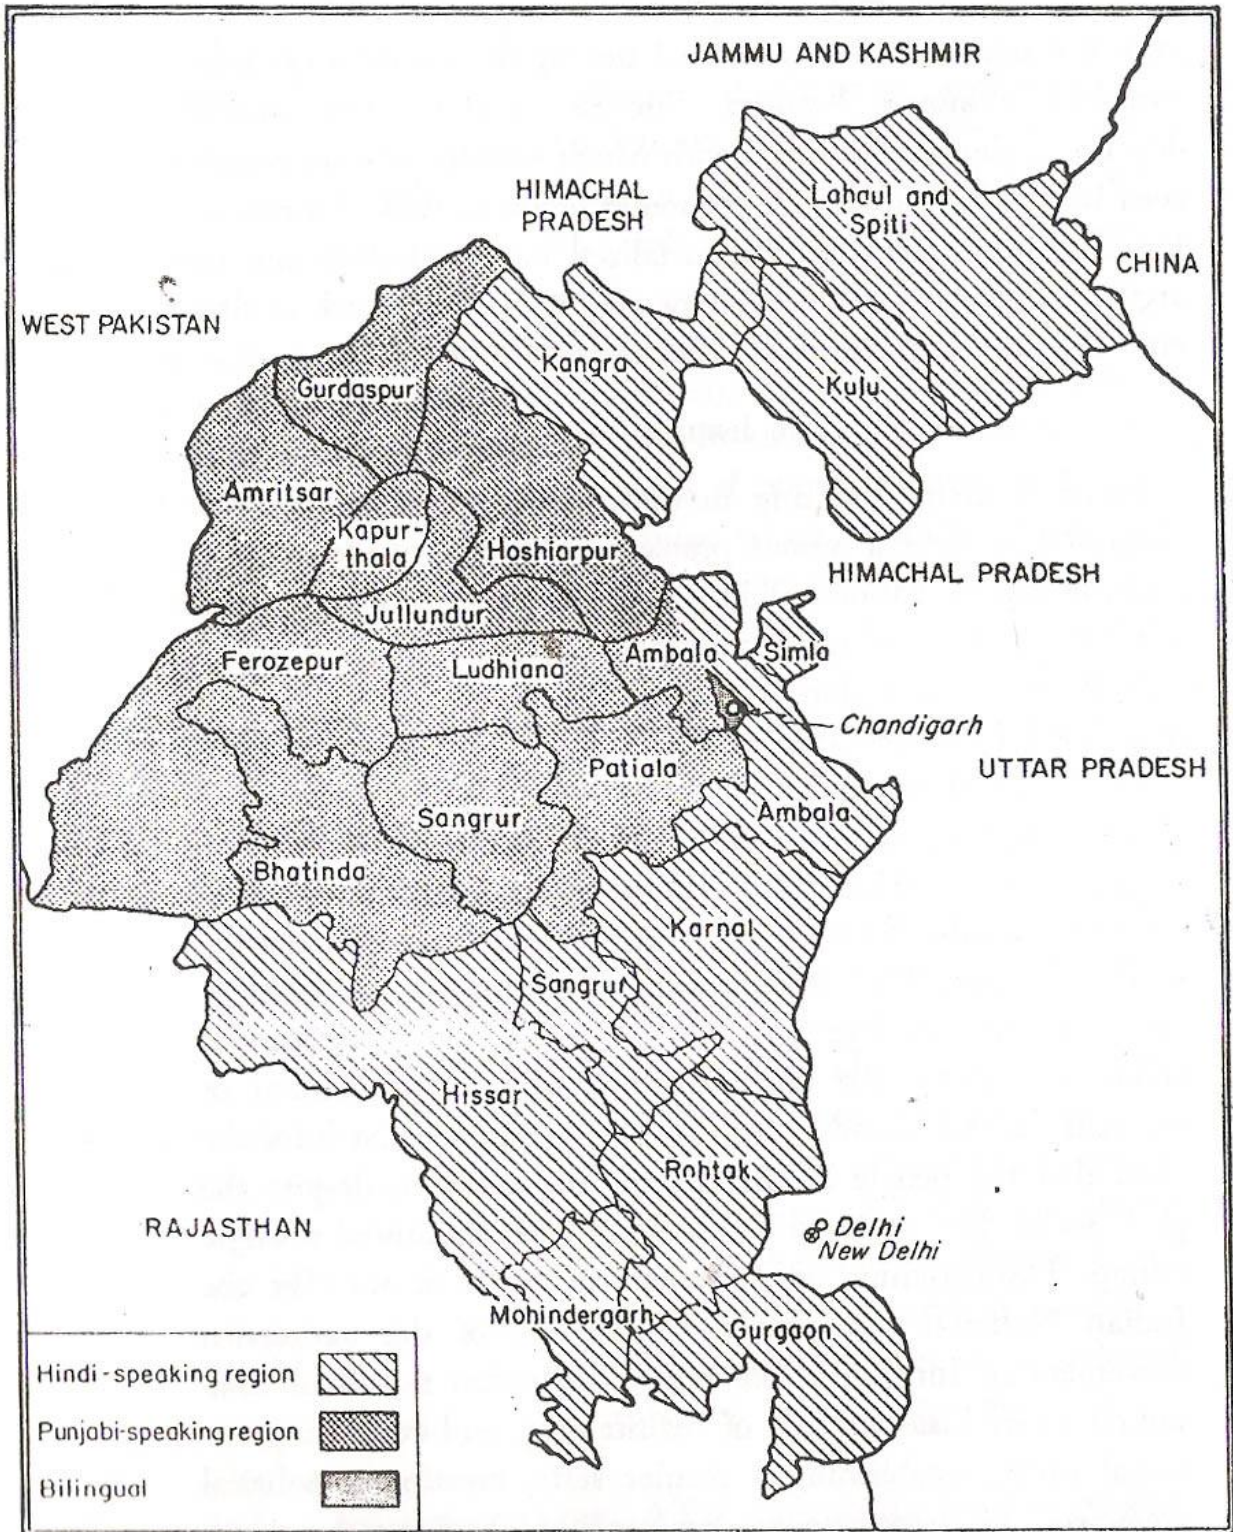 JAMMU AND KASHMIR
HIMACHAL
PRADESH
Lahaul and
Spiti
CHINA
WEST PAKISTAN
Kangra
Gurdaspur
Kulu
Amritsar
Kapur-
thala
Hoshiarpur
HIMACHAL PRADESH
Jullundur
Ferozepur
Ludhiana
Ambala
Simla
Chandigarh
Patiala
UTTAR PRADESH
Sangrur
Ambala
Bhatinda
Karnal
Sangrur
Hissar
Rohtak
RAJASTHAN
Delhi
New Delhi
Mohindergarh
Gurgaon
Hindi-speaking region
Punjabi-speaking region
Bilingual